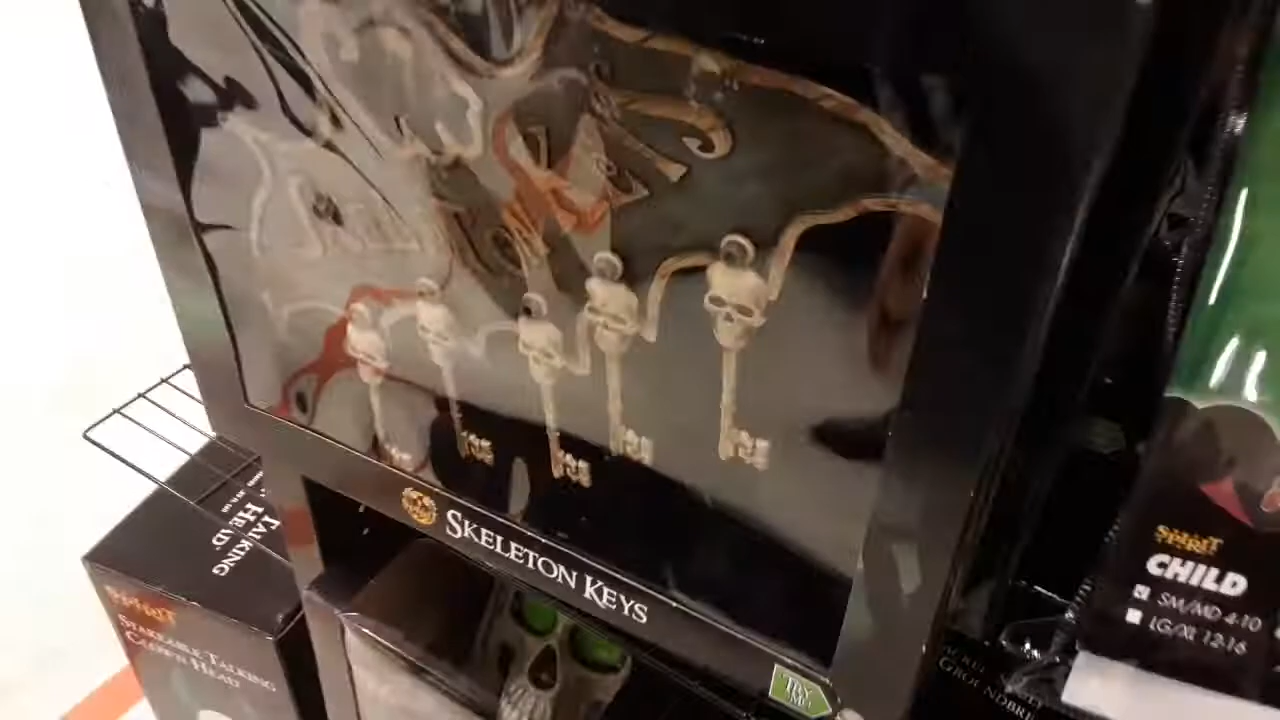 SKELETON KEYS
TRY
ME!
TALKING
HEAD
SPIRIT
STAKEABLE TALKING
CLOWN HEAD
SPIRIT
CHILD
SM/MD 4-10
LG/XL 12-16